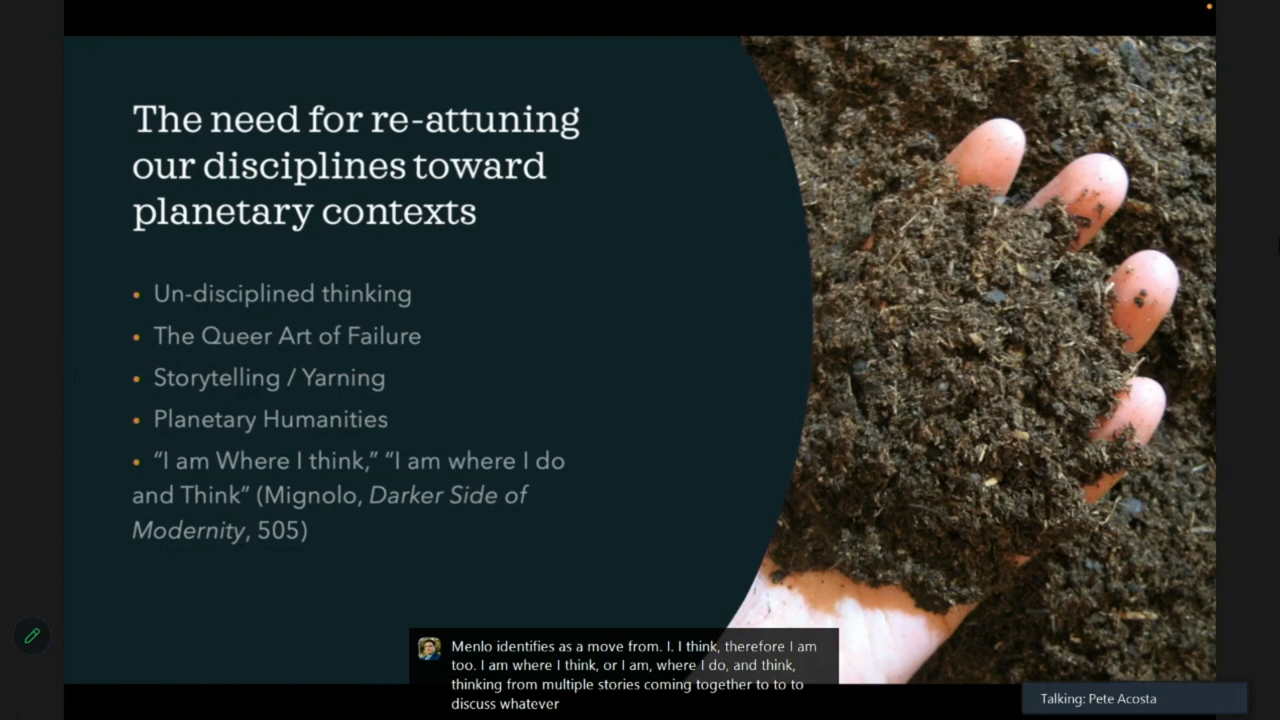 The need for re-attuning
our disciplines toward
planetary contexts
• Un-disciplined thinking
• The Queer Art of Failure
• Storytelling / Yarning
• Planetary Humanities
• “I am Where I think,” “I am where I do
and Think” (Mignolo, Darker Side of
Modernity, 505)
Menlo identifies as a move from. I. I think, therefore I am
too. I am where I think, or I am, where I do, and think,
thinking from multiple stories coming together to to to
discuss whatever
Talking: Pete Acosta